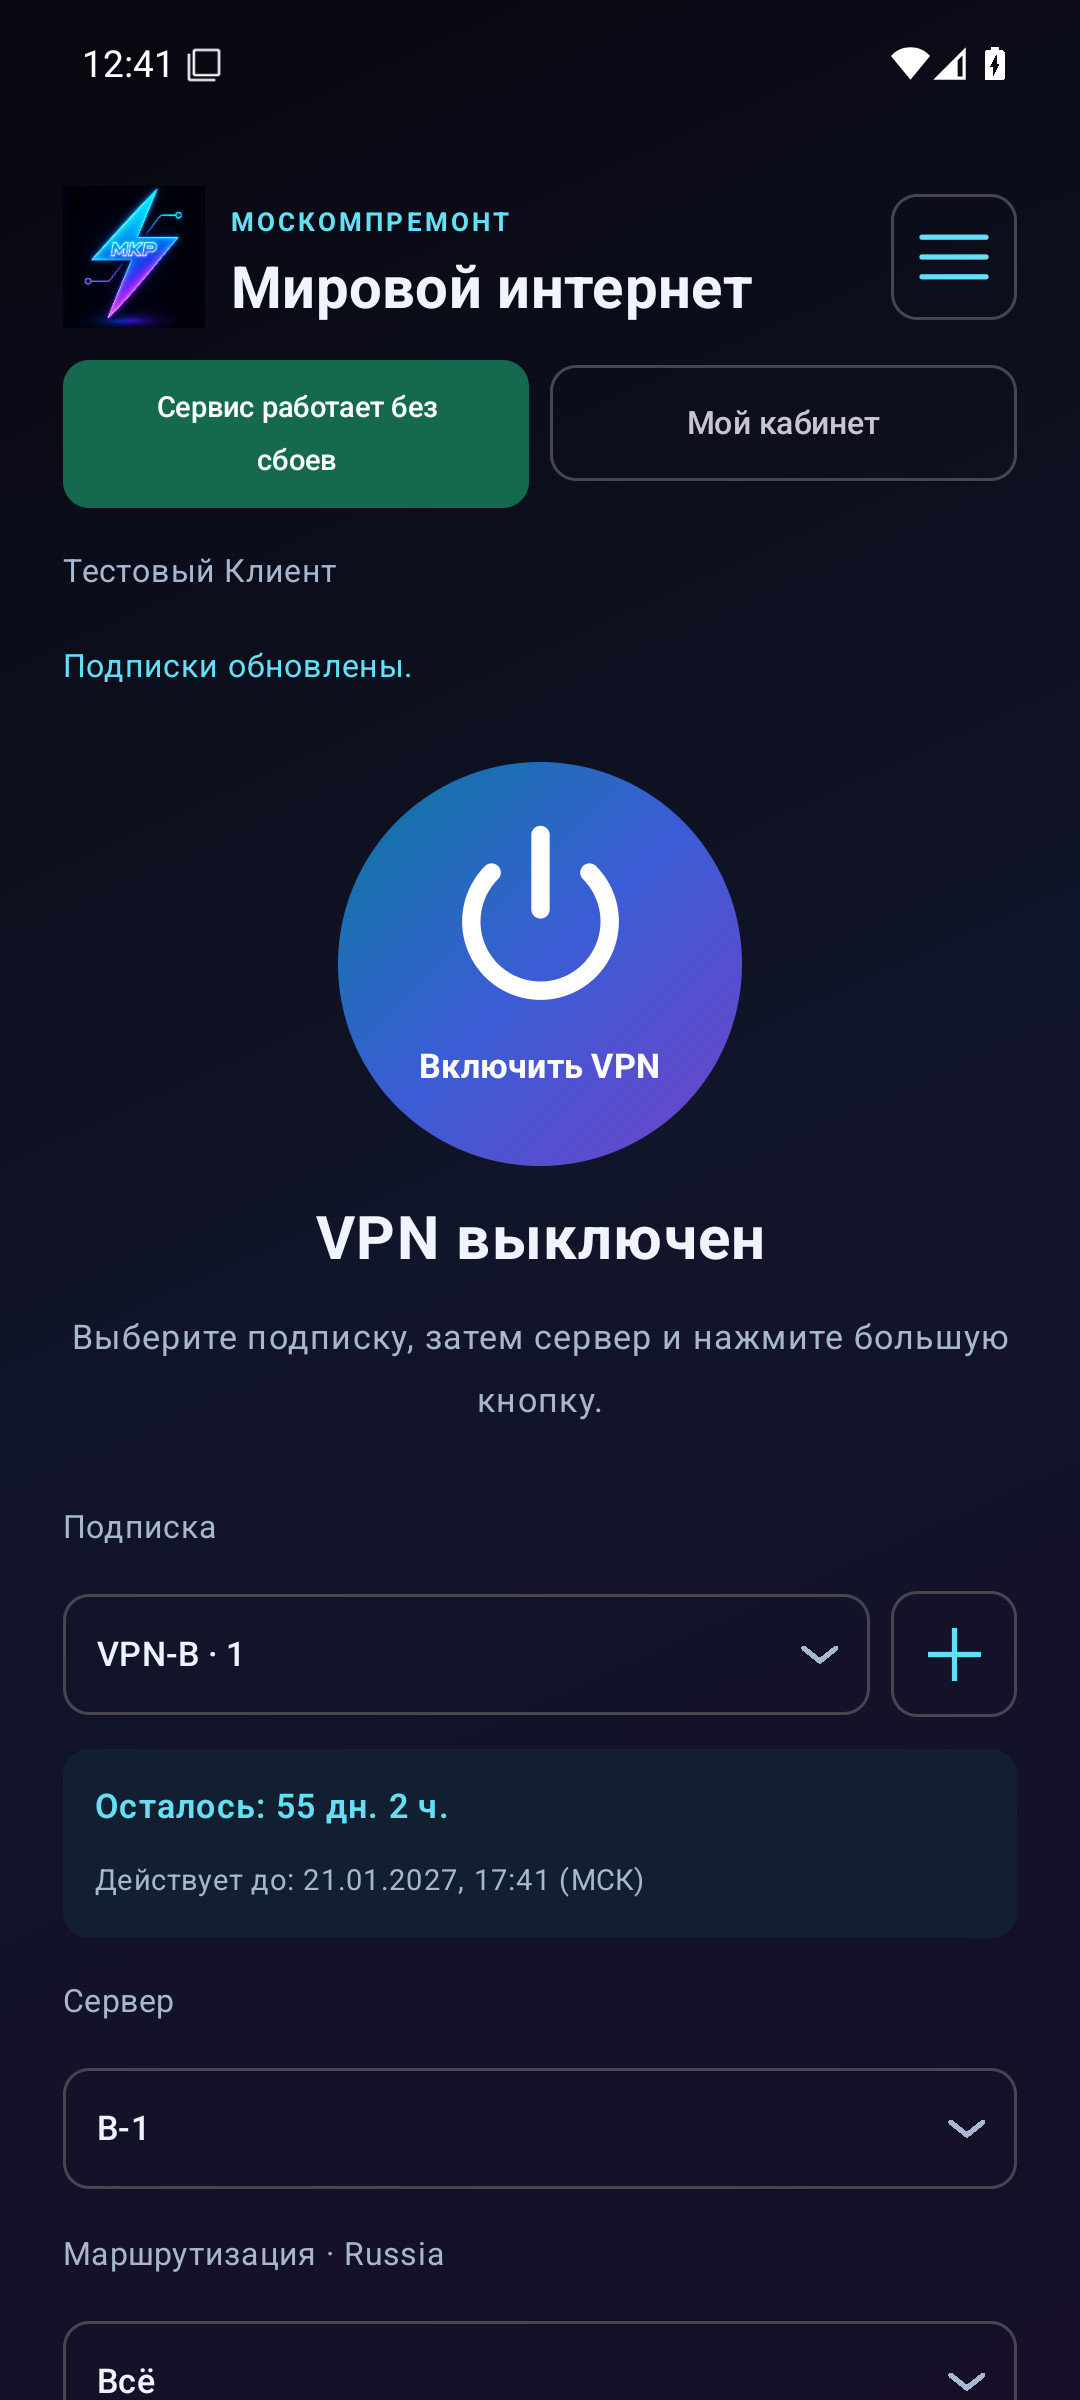 12:41
МОСКОМПРЕМОНТ
МКР
Мировой интернет
Сервис работает без
сбоев
Мой кабинет
Тестовый Клиент
Подписки обновлены.
Включить VPN
VPN выключен
Выберите подписку, затем сервер и нажмите большую
кнопку.
Подписка
VPN-B · 1
Осталось: 55 дн. 2 ч.
Действует до: 21.01.2027, 17:41 (МСК)
Сервер
B-1
Маршрутизация · Russia
Всё